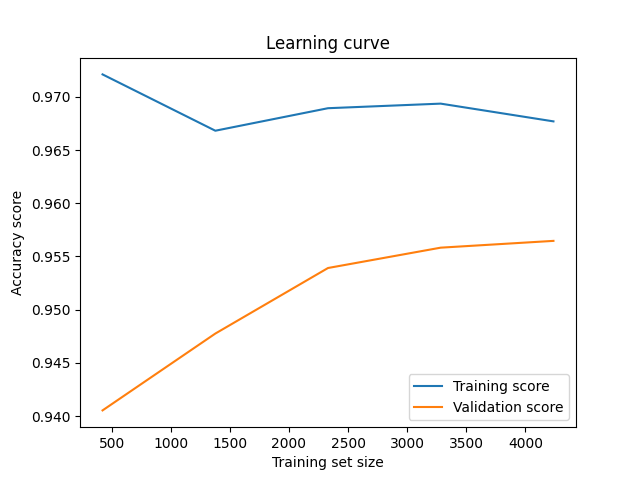 Learning curve
Accuracy score
0.970
0.965
0.960
0.955
0.950
0.945
0.940
Training score
Validation score
500 1000 1500 2000 2500 3000 3500 4000
Training set size